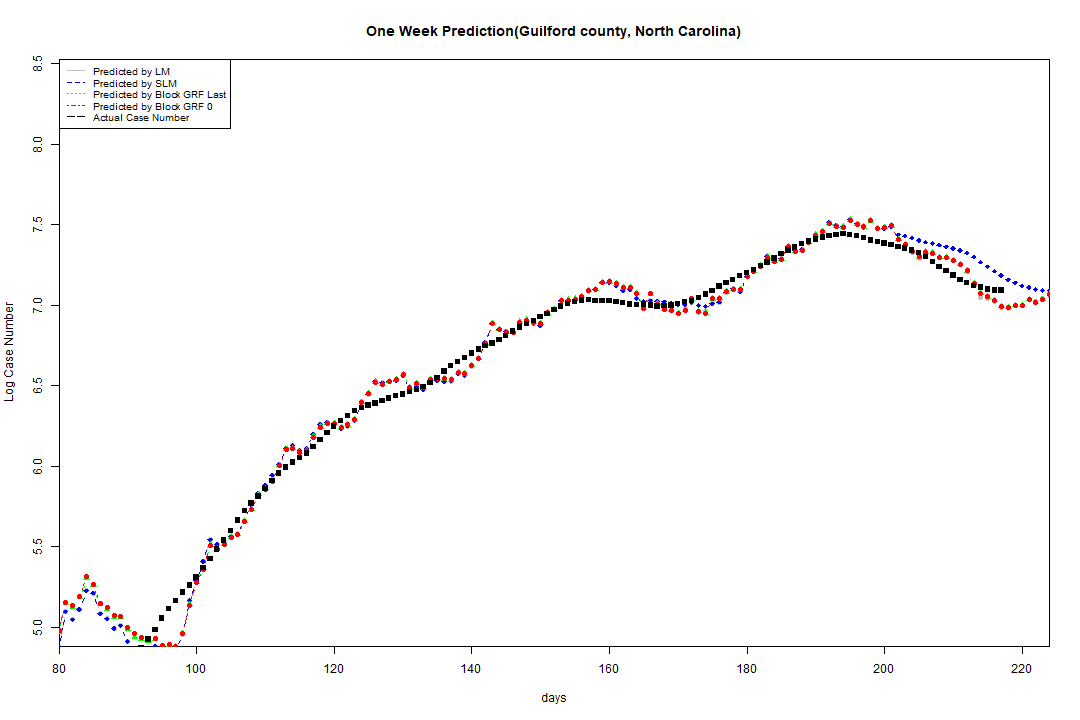 One Week Prediction(Guilford county, North Carolina)
Predicted by LM
Predicted by SLM
Predicted by Block GRF Last
Predicted by Block GRF 0
Actual Case Number
8.5
8.0
7.5
7.0
6.5
6.0
5.5
5.0
Log Case Number
80 100 120 140 160 180 200 220
days